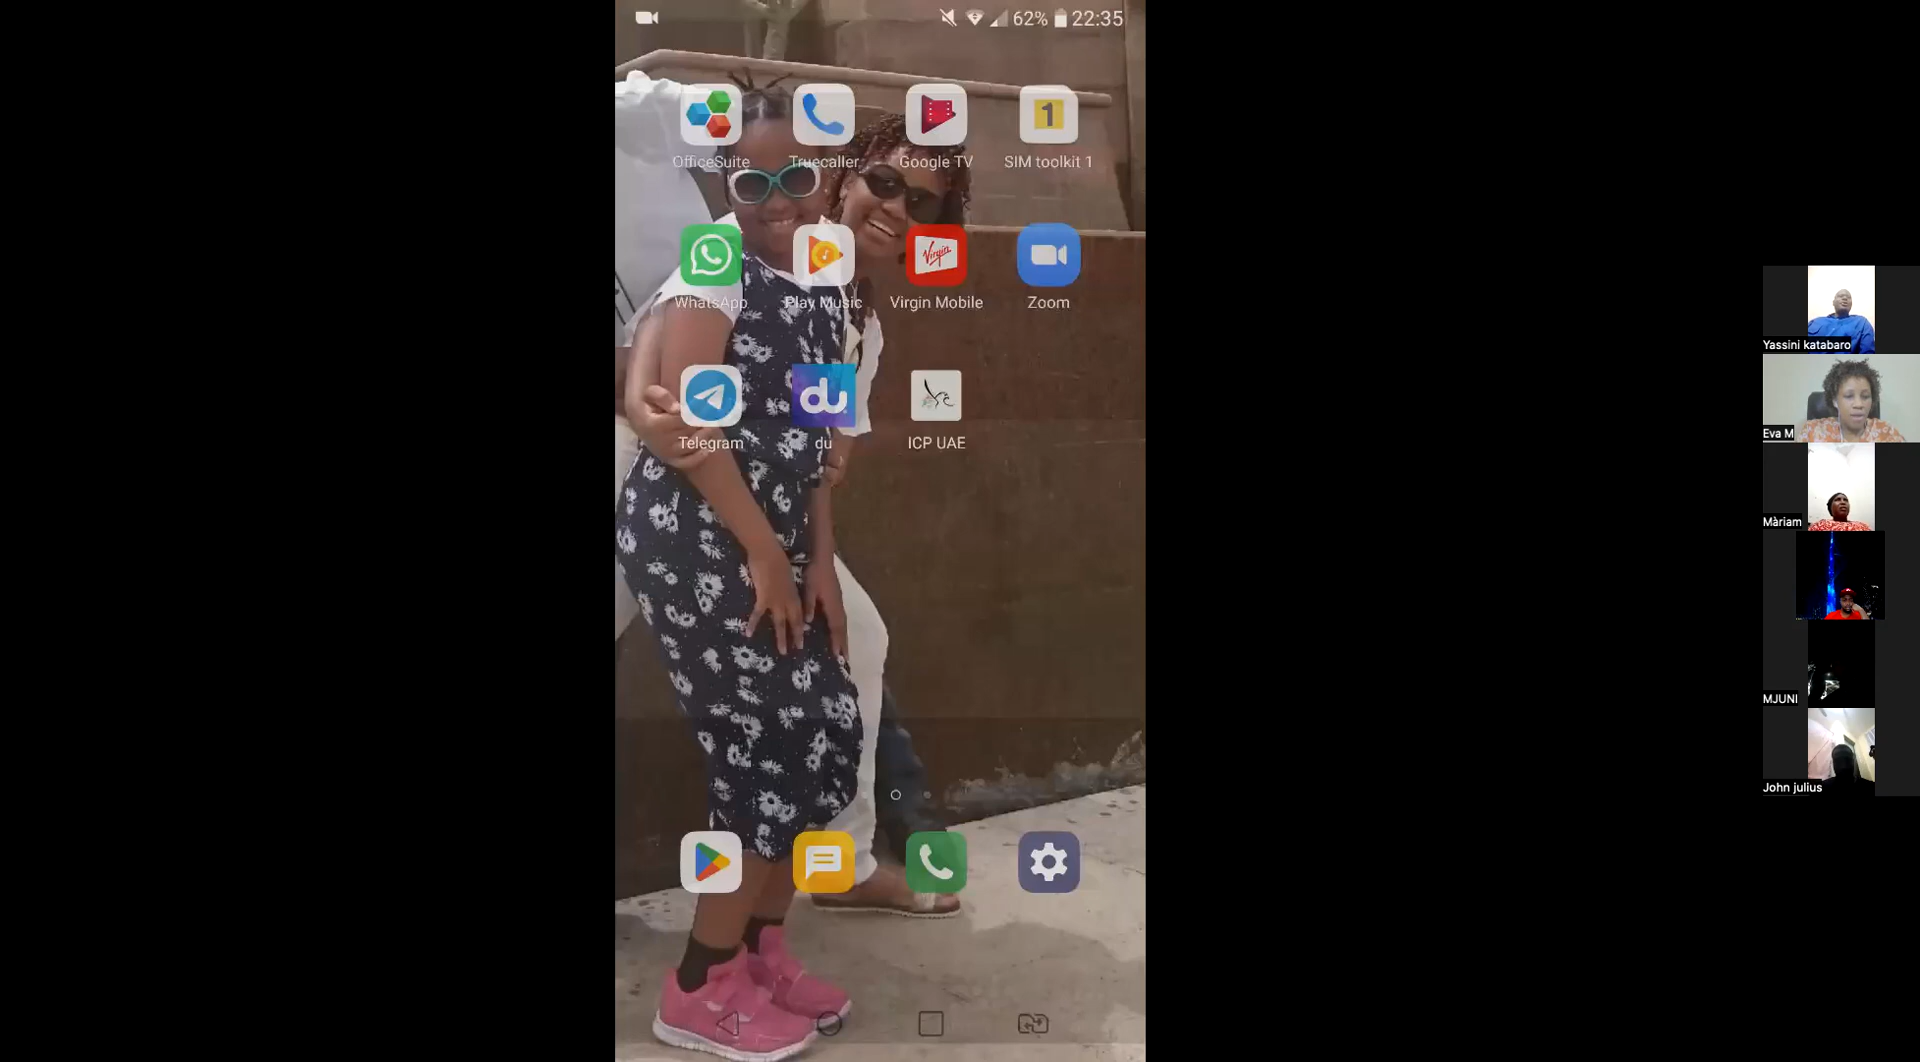 62% 22:35
OfficeSuite Truecaller Google TV SIM toolkit 1
1
WhatsApp Play Music Virgin Mobile Zoom
Virgin
Telegram du ICP UAE
du
Yassini katabaro
Eva M
Màriam
MJUNI
John julius